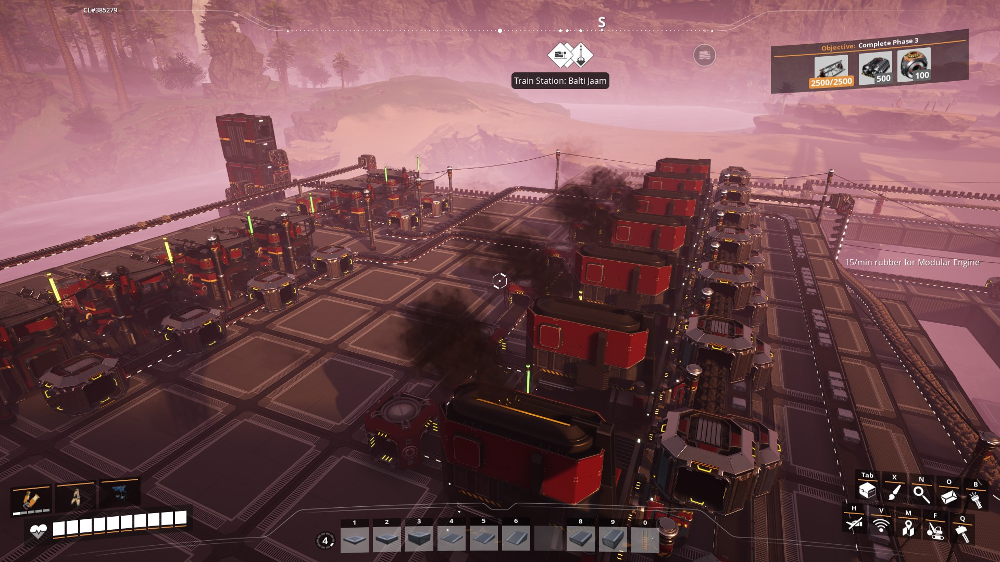 CL#385279
S
Objective: Complete Phase 3
2500/2500
500
100
Train Station: Balti Jaam
15/min rubber for Modular Engine
Tab
X
N
O
B
H
V
M
F
Q
4
1
2
3
4
5
6
8
9
0